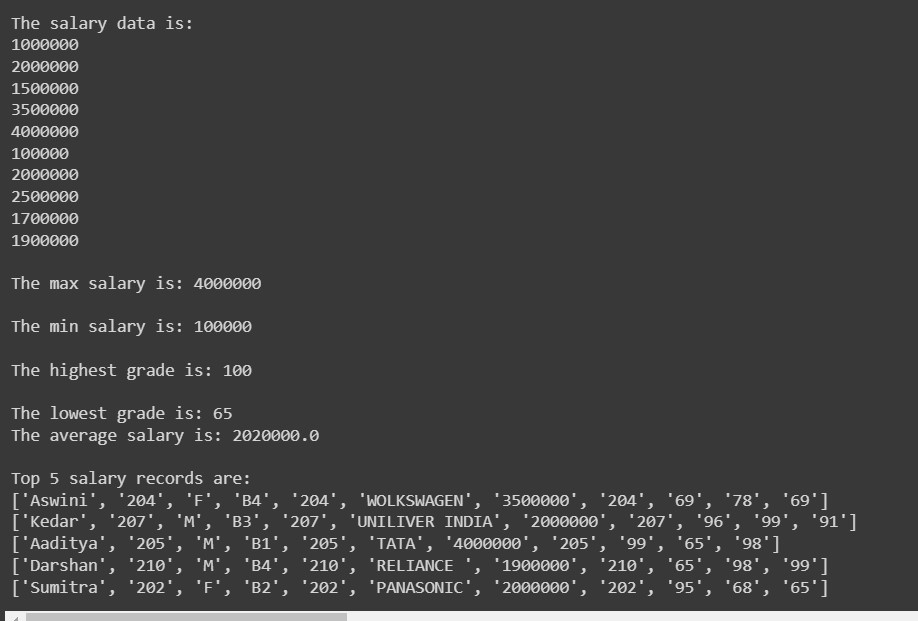 The salary data is:
1000000
2000000
1500000
3500000
4000000
100000
2000000
2500000
1700000
1900000
The max salary is: 4000000
The min salary is: 100000
The highest grade is: 100
The lowest grade is: 65
The average salary is: 2020000.0
Top 5 salary records are:
['Aswini', '204', 'F', 'B4', '204', 'WOLKSWAGEN', '3500000', '204', '69', '78', '69']
['Kedar', '207', 'M', 'B3', '207', 'UNILIVER INDIA', '2000000', '207', '96', '99', '91']
['Aaditya', '205', 'M', 'B1', '205', 'TATA', '4000000', '205', '99', '65', '98']
['Darshan', '210', 'M', 'B4', '210', 'RELIANCE ', '1900000', '210', '65', '98', '99']
['Sumitra', '202', 'F', 'B2', '202', 'PANASONIC', '2000000', '202', '95', '68', '65']